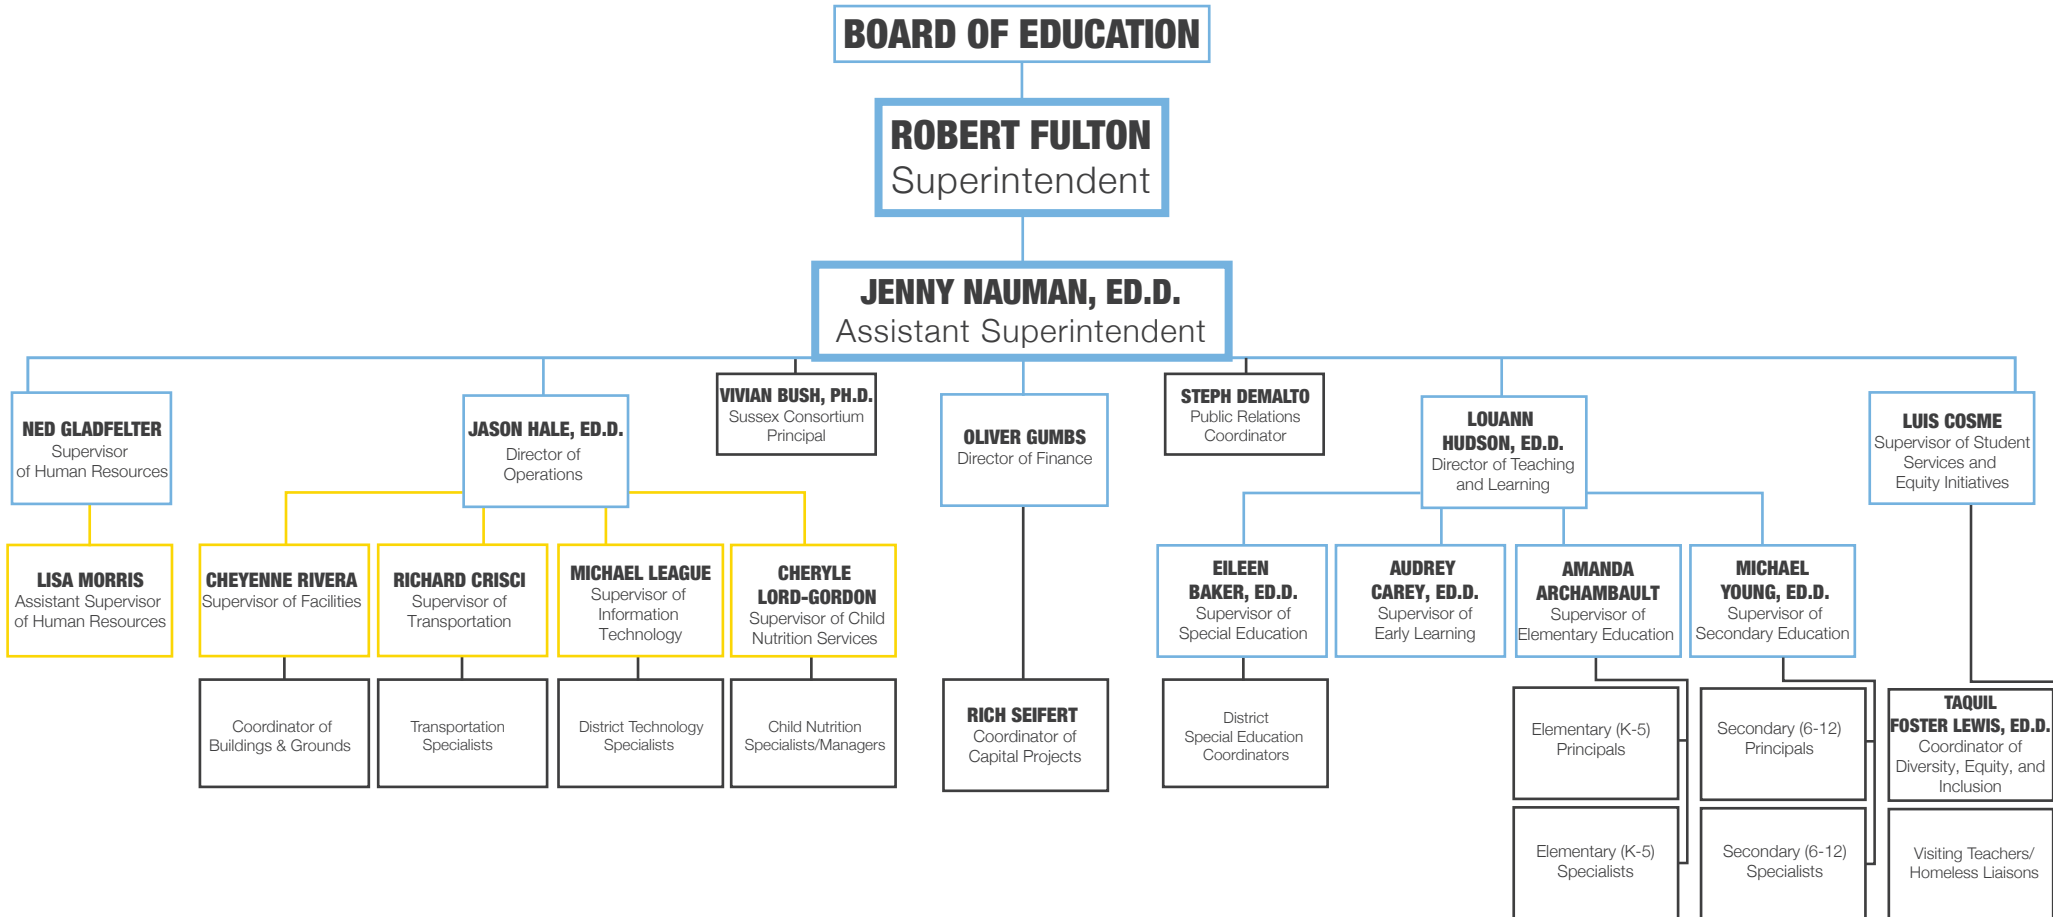 BOARD OF EDUCATION
ROBERT FULTON
Superintendent
JENNY NAUMAN, ED.D.
Assistant Superintendent
NED GLADFELTER
Supervisor
of Human Resources
JASON HALE, ED.D.
Director of
Operations
VIVIAN BUSH, PH.D.
Sussex Consortium
Principal
OLIVER GUMBS
Director of Finance
STEPH DEMALTO
Public Relations
Coordinator
LOUANN
HUDSON, ED.D.
Director of Teaching
and Learning
LUIS COSME
Supervisor of Student
Services and
Equity Initiatives
LISA MORRIS
Assistant Supervisor
of Human Resources
CHEYENNE RIVERA
Supervisor of Facilities
RICHARD CRISCI
Supervisor of
Transportation
MICHAEL LEAGUE
Supervisor of
Information
Technology
CHERYLE
LORD-GORDON
Supervisor of Child
Nutrition Services
EILEEN
BAKER, ED.D.
Supervisor of
Special Education
AUDREY
CAREY, ED.D.
Supervisor of
Early Learning
AMANDA
ARCHAMBAULT
Supervisor of
Elementary Education
MICHAEL
YOUNG, ED.D.
Supervisor of
Secondary Education
Coordinator of
Buildings & Grounds
Transportation
Specialists
District Technology
Specialists
Child Nutrition
Specialists/Managers
RICH SEIFERT
Coordinator of
Capital Projects
District
Special Education
Coordinators
Elementary (K-5)
Principals
Secondary (6-12)
Principals
TAQUIL
FOSTER LEWIS, ED.D.
Coordinator of
Diversity, Equity, and
Inclusion
Elementary (K-5)
Specialists
Secondary (6-12)
Specialists
Visiting Teachers/
Homeless Liaisons